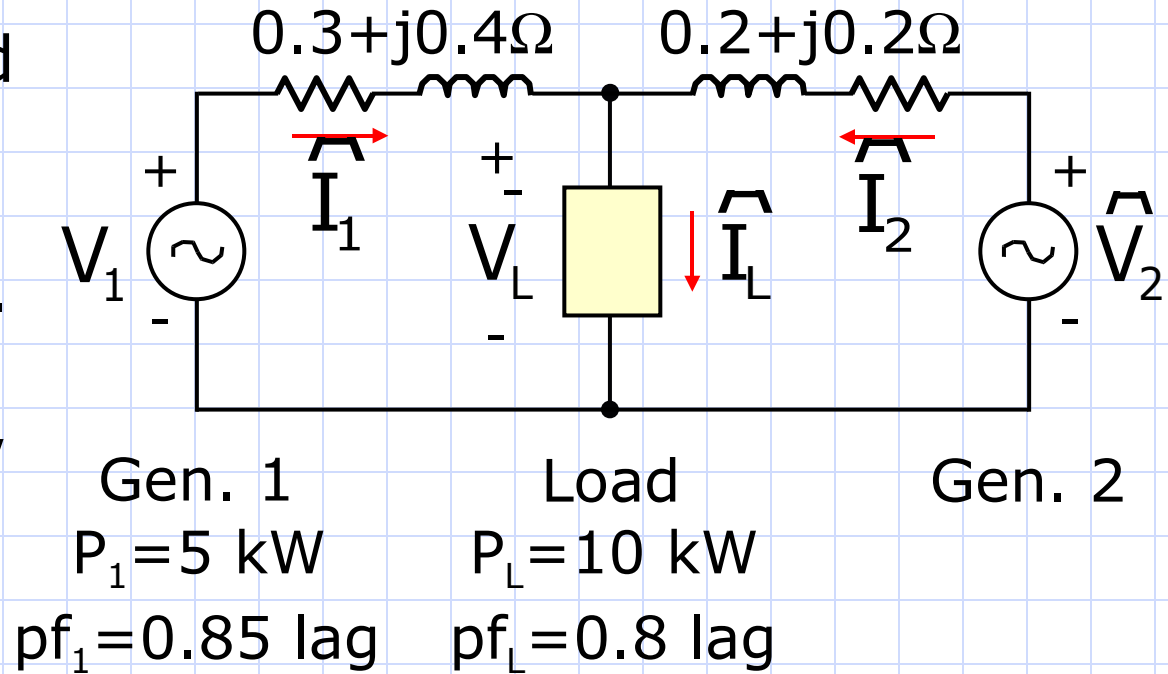 0.3+j0.4Ω 0.2+j0.2Ω
+ + - +
I1 I2
V1 VL IL V2
- - -
Gen. 1 Load Gen. 2
P1=5 kW PL=10 kW
pf1=0.85 lag pfL=0.8 lag